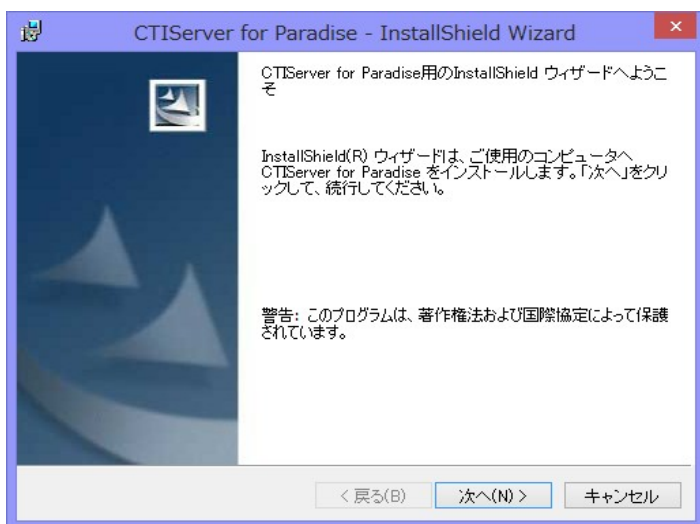 CTIServer for Paradise - InstallShield Wizard
CTIServer for Paradise用のInstallShield ウィザードへようこ
そ
InstallShield(R) ウィザードは、ご使用のコンピュータへ
CTIServer for Paradise をインストールします。「次へ」をクリ
ックして、続行してください。
警告: このプログラムは、著作権法および国際協定によって保護
されています。
< 戻る(B)
次へ(N) >
キャンセル